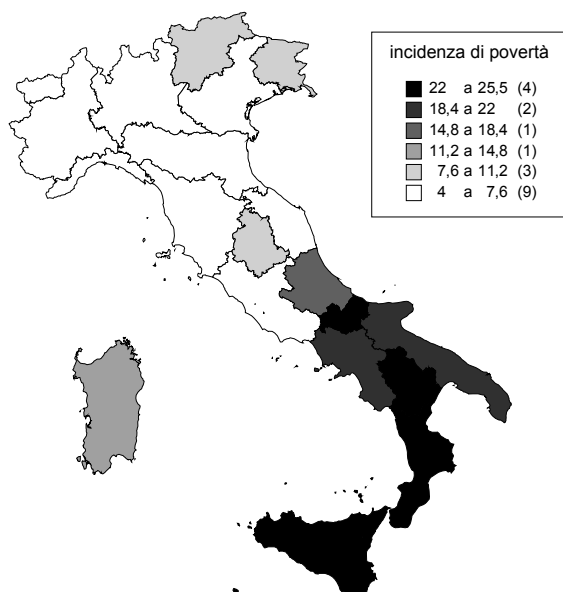 incidenza di povertà
22 a 25,5 (4)
18,4 a 22 (2)
14,8 a 18,4 (1)
11,2 a 14,8 (1)
7,6 a 11,2 (3)
4 a 7,6 (9)